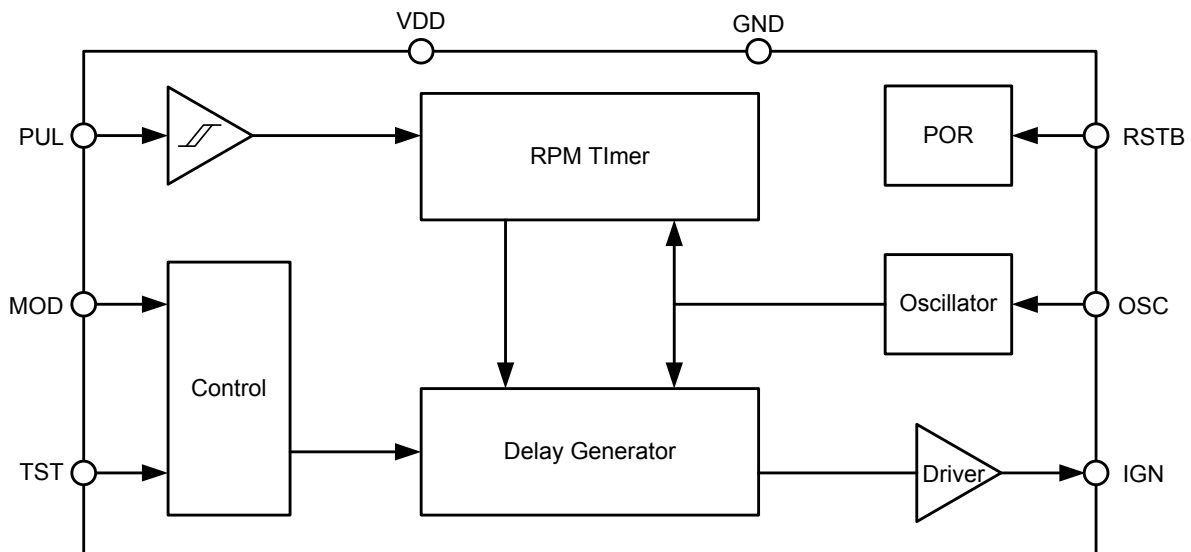 VDD
GND
PUL
RPM TImer
POR
RSTB
MOD
Oscillator
OSC
Control
TST
Delay Generator
Driver
IGN